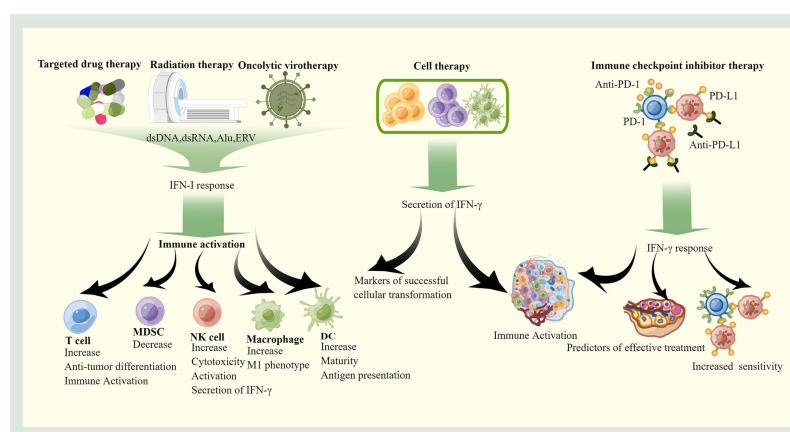 Targeted drug therapy
Radiation therapy
Oncolytic virotherapy
dsDNA,dsRNA,Alu,ERV
IFN-I response
Immune activation
T cell
Increase
Anti-tumor differentiation
Immune Activation
MDSC
Decrease
NK cell
Increase
Cytotoxicity
Activation
Secretion of IFN-γ
Macrophage
Increase
M1 phenotype
DC
Increase
Maturity
Antigen presentation
Cell therapy
Secretion of IFN-γ
Markers of successful
cellular transformation
Immune Activation
Immune checkpoint inhibitor therapy
Anti-PD-1
PD-L1
PD-1
Anti-PD-L1
IFN-γ response
Predictors of effective treatment
Increased sensitivity